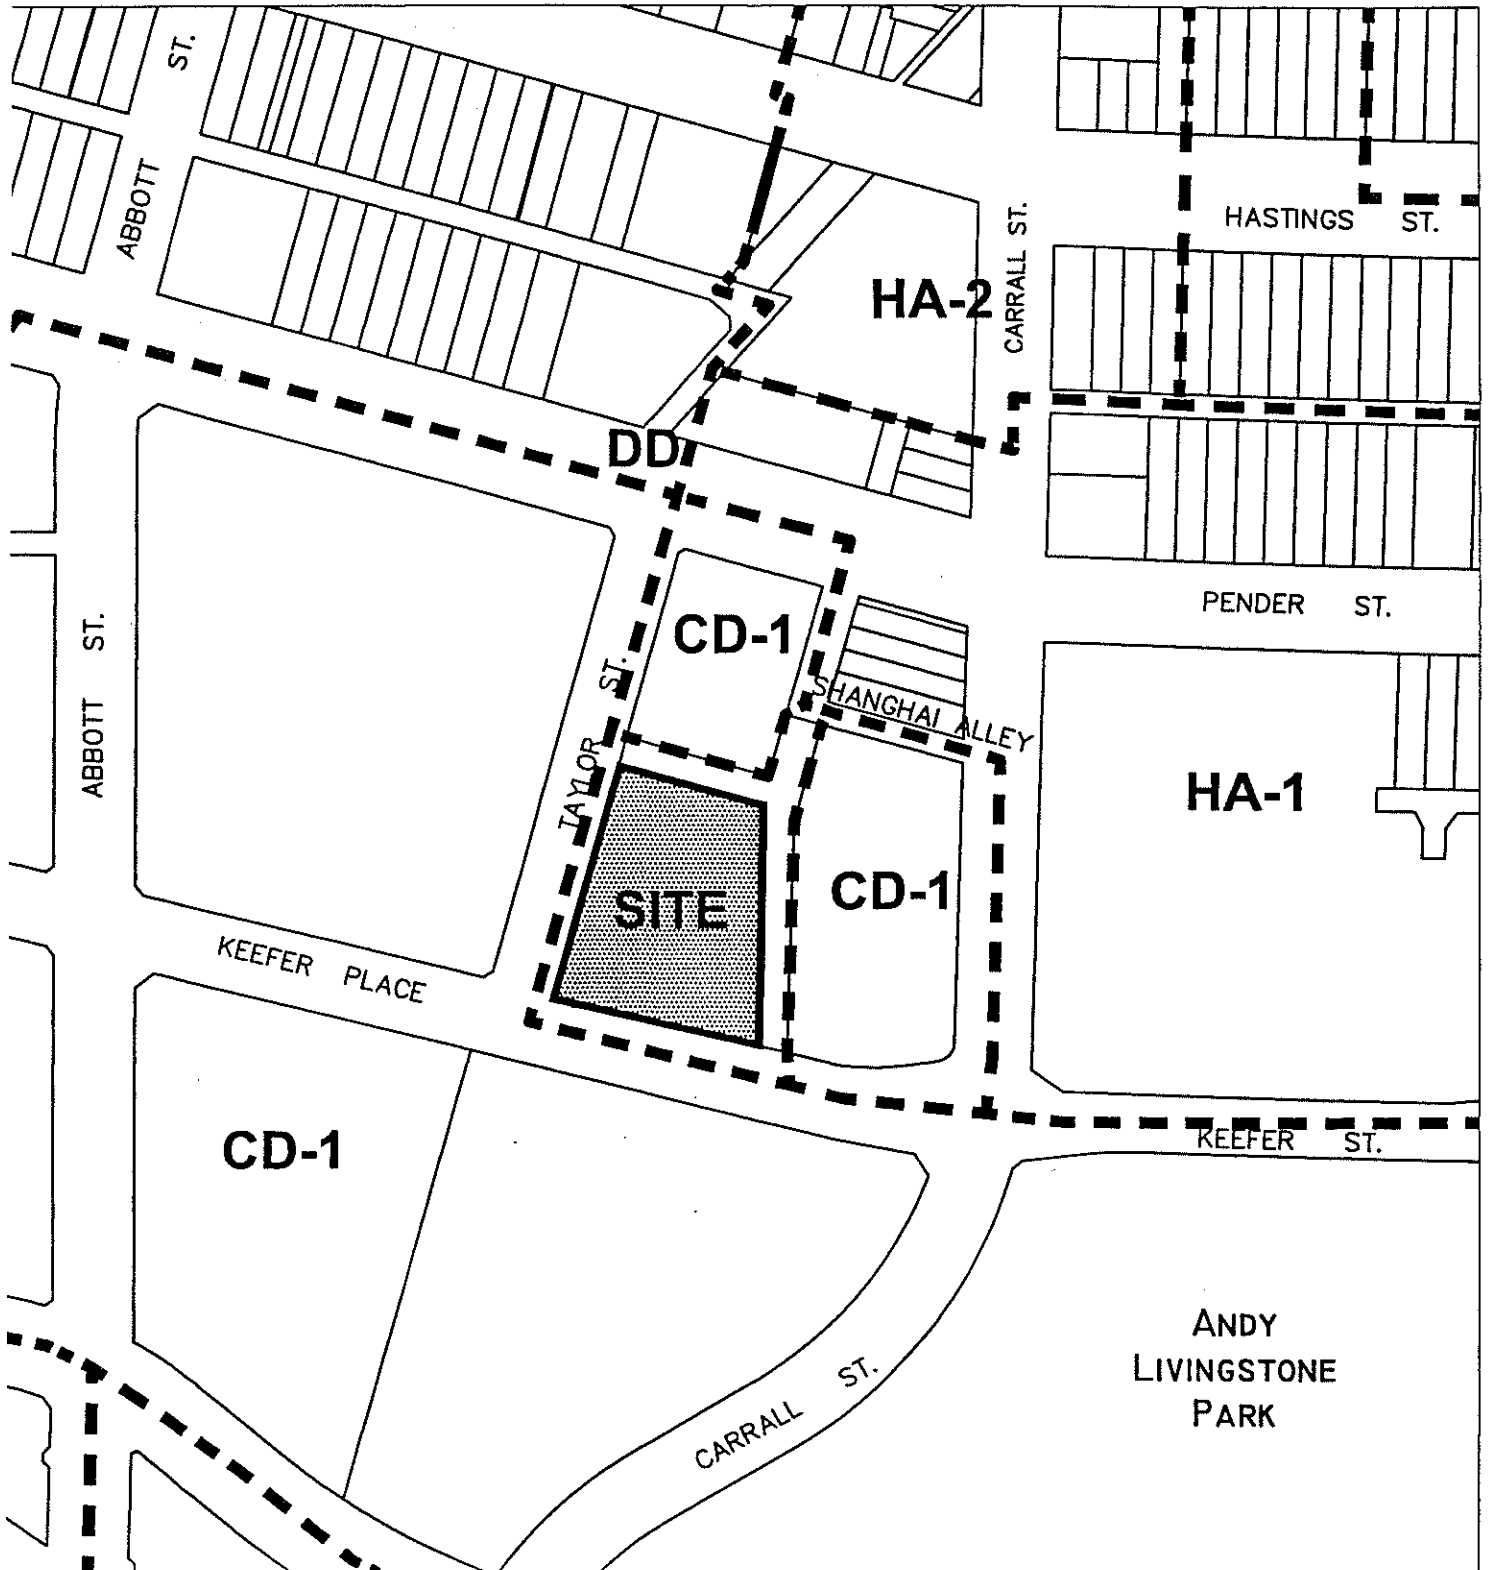 ST.
ABBOTT
HASTINGS ST.
CARRALL ST.
HA-2
DD
PENDER ST.
CD-1
ABBOTT ST.
TAYLOR ST.
SHANGHAI ALLEY
HA-1
CD-1
SITE
KEEFER PLACE
KEEFER ST.
CD-1
ANDY
LIVINGSTONE
PARK
CARRALL ST.